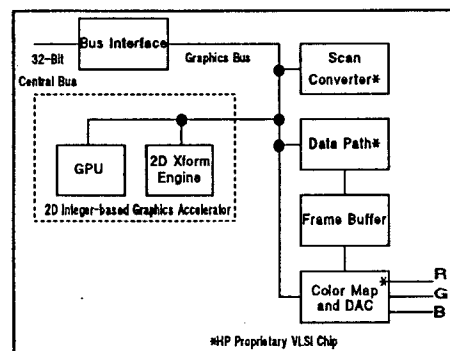 Bus Interface
32-Bit
Central Bus
Graphics Bus
Scan
Converter*
GPU
2D Xform
Engine
2D Integer-based Graphics Accelerator
Data Path*
Frame Buffer
*
Color Map
and DAC
R
G
B
*HP Proprietary VLSI Chip